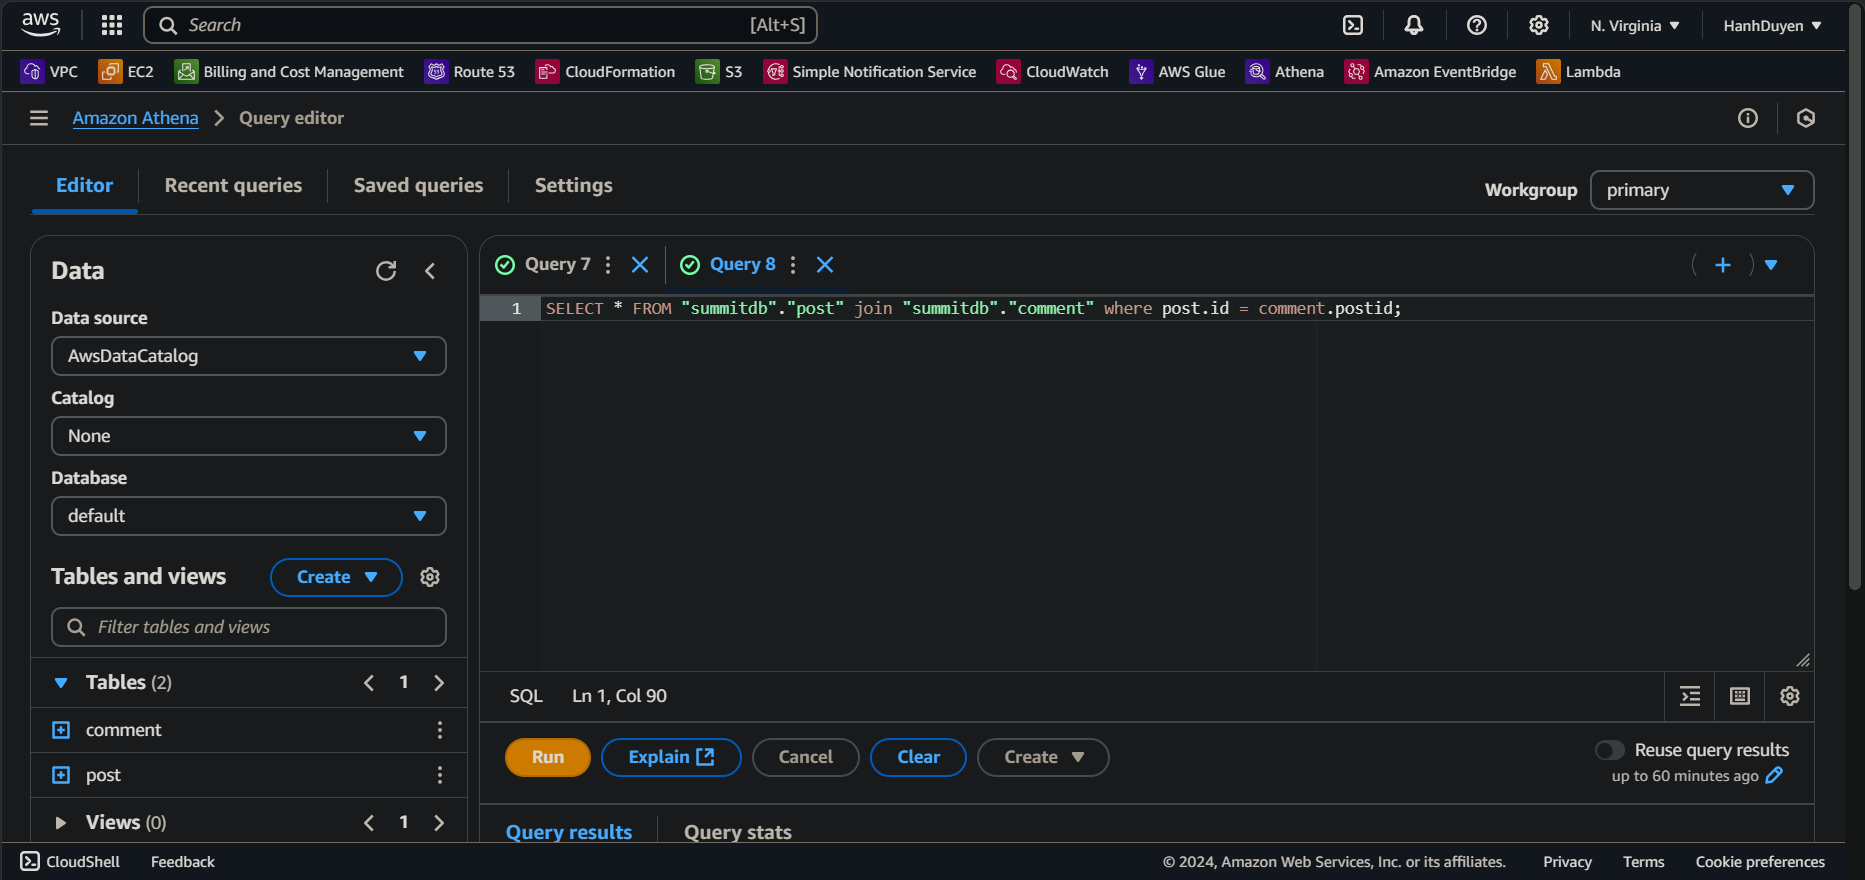 aws Search [Alt+S] N. Virginia HanhDuyen
VPC EC2 Billing and Cost Management Route 53 CloudFormation S3 Simple Notification Service CloudWatch AWS Glue Athena Amazon EventBridge Lambda
Amazon Athena Query editor
Editor Recent queries Saved queries Settings
Workgroup primary
Data
Data source
AwsDataCatalog
Catalog
None
Database
default
Tables and views Create
Filter tables and views
Tables (2) 1
comment
post
Views (0) 1
Query 7 Query 8
1 SELECT * FROM "summitdb"."post" join "summitdb"."comment" where post.id = comment.postid;
SQL Ln 1, Col 90
Run Explain Cancel Clear Create
Reuse query results
up to 60 minutes ago
Query results Query stats
CloudShell Feedback © 2024, Amazon Web Services, Inc. or its affiliates. Privacy Terms Cookie preferences